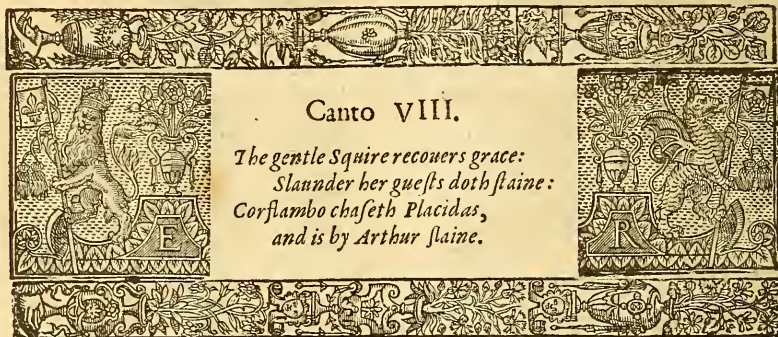 Canto VIII.
The gentle Squire recouers grace:
Slaunder her gueſts doth ſtaine:
Corflambo chaſeth Placidas,
and is by Arthur ſlaine.
E R